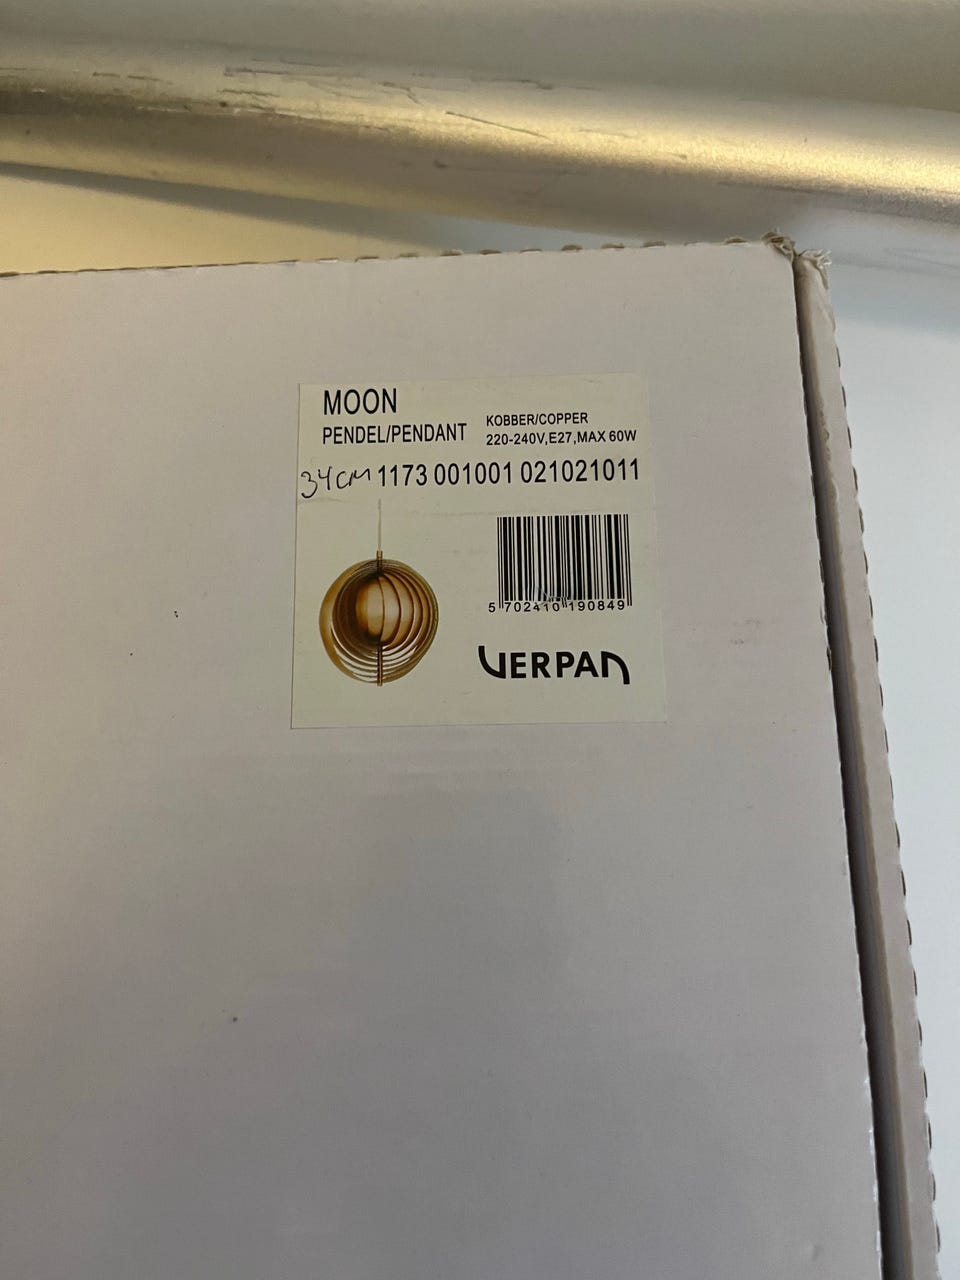 MOON
PENDEL/PENDANT
KOBBER/COPPER
220-240V,E27,MAX 60W
34cm 1173 001001 021021011
5 702410 190849
VERPAN